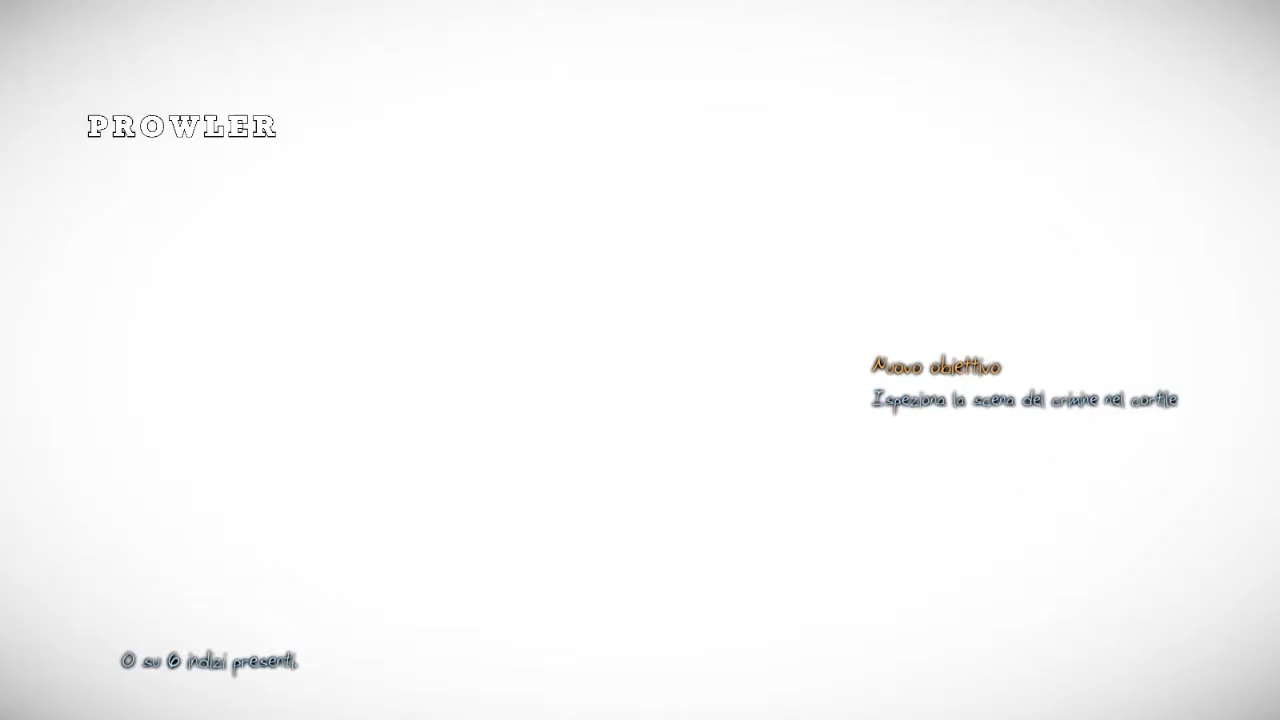 PROWLER
Nuovo obiettivo
Ispeziona la scena del crimine nel cortile
0 su 6 indizi presenti.